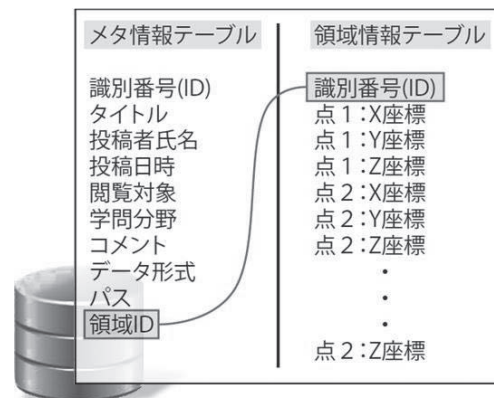 メタ情報テーブル
識別番号(ID)
タイトル
投稿者氏名
投稿日時
閲覧対象
学問分野
コメント
データ形式
パス
領域ID
領域情報テーブル
識別番号(ID)
点1:X座標
点1:Y座標
点1:Z座標
点2:X座標
点2:Y座標
点2:Z座標
・
・
・
点2:Z座標